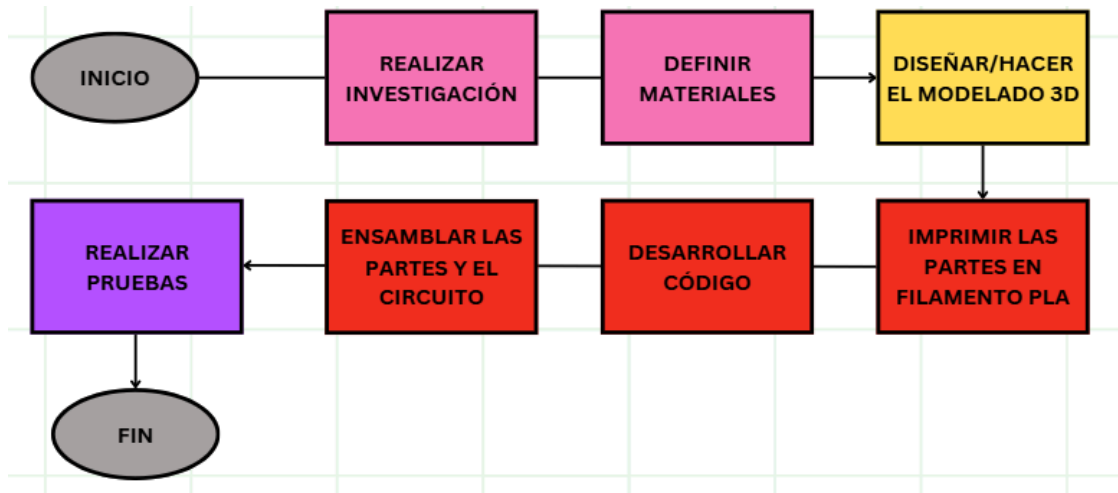 INICIO
REALIZAR
INVESTIGACIÓN
DEFINIR
MATERIALES
DISEÑAR/HACER
EL MODELADO 3D
IMPRIMIR LAS
PARTES EN
FILAMENTO PLA
DESARROLLAR
CÓDIGO
ENSAMBLAR LAS
PARTES Y EL
CIRCUITO
REALIZAR
PRUEBAS
FIN